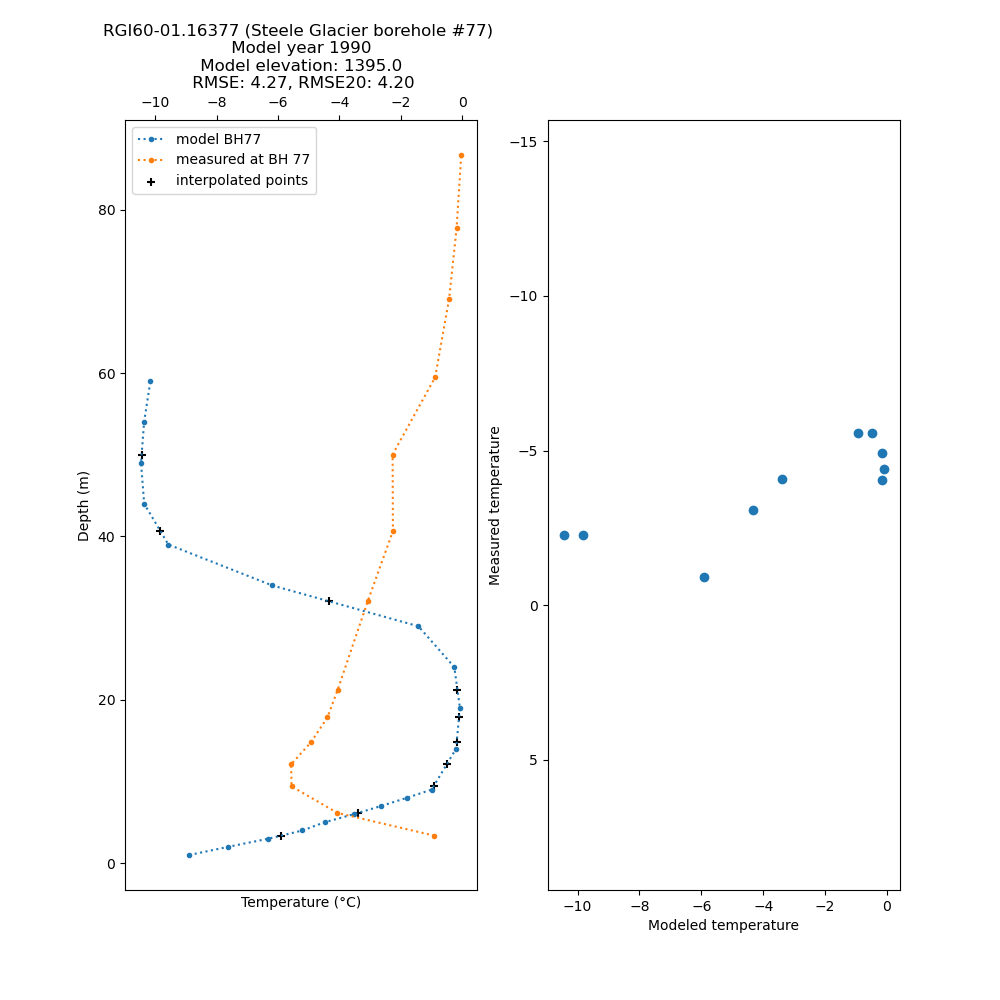 RGI60-01.16377 (Steele Glacier borehole #77)
Model year 1990
Model elevation: 1395.0
RMSE: 4.27, RMSE20: 4.20
−10 −8 −6 −4 −2 0
model BH77
measured at BH 77
interpolated points
80
60
40
20
0
Depth (m)
Temperature (°C)
−15
−10
−5
0
5
Measured temperature
−10 −8 −6 −4 −2 0
Modeled temperature